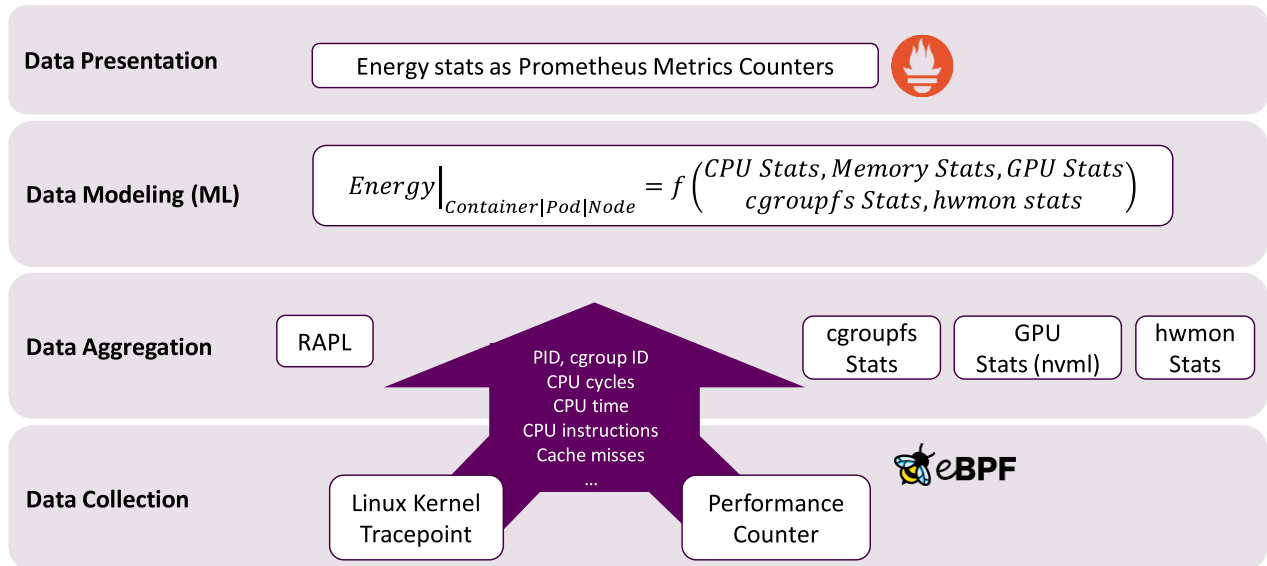 Data Presentation
Energy stats as Prometheus Metrics Counters
Data Modeling (ML)
Energy|Container|Pod|Node = f(CPU Stats, Memory Stats, GPU Stats
cgroupfs Stats, hwmon stats)
Data Aggregation
RAPL
PID, cgroup ID
CPU cycles
CPU time
CPU instructions
Cache misses
...
cgroupfs
Stats
GPU
Stats (nvml)
hwmon
Stats
Data Collection
Linux Kernel
Tracepoint
Performance
Counter
eBPF